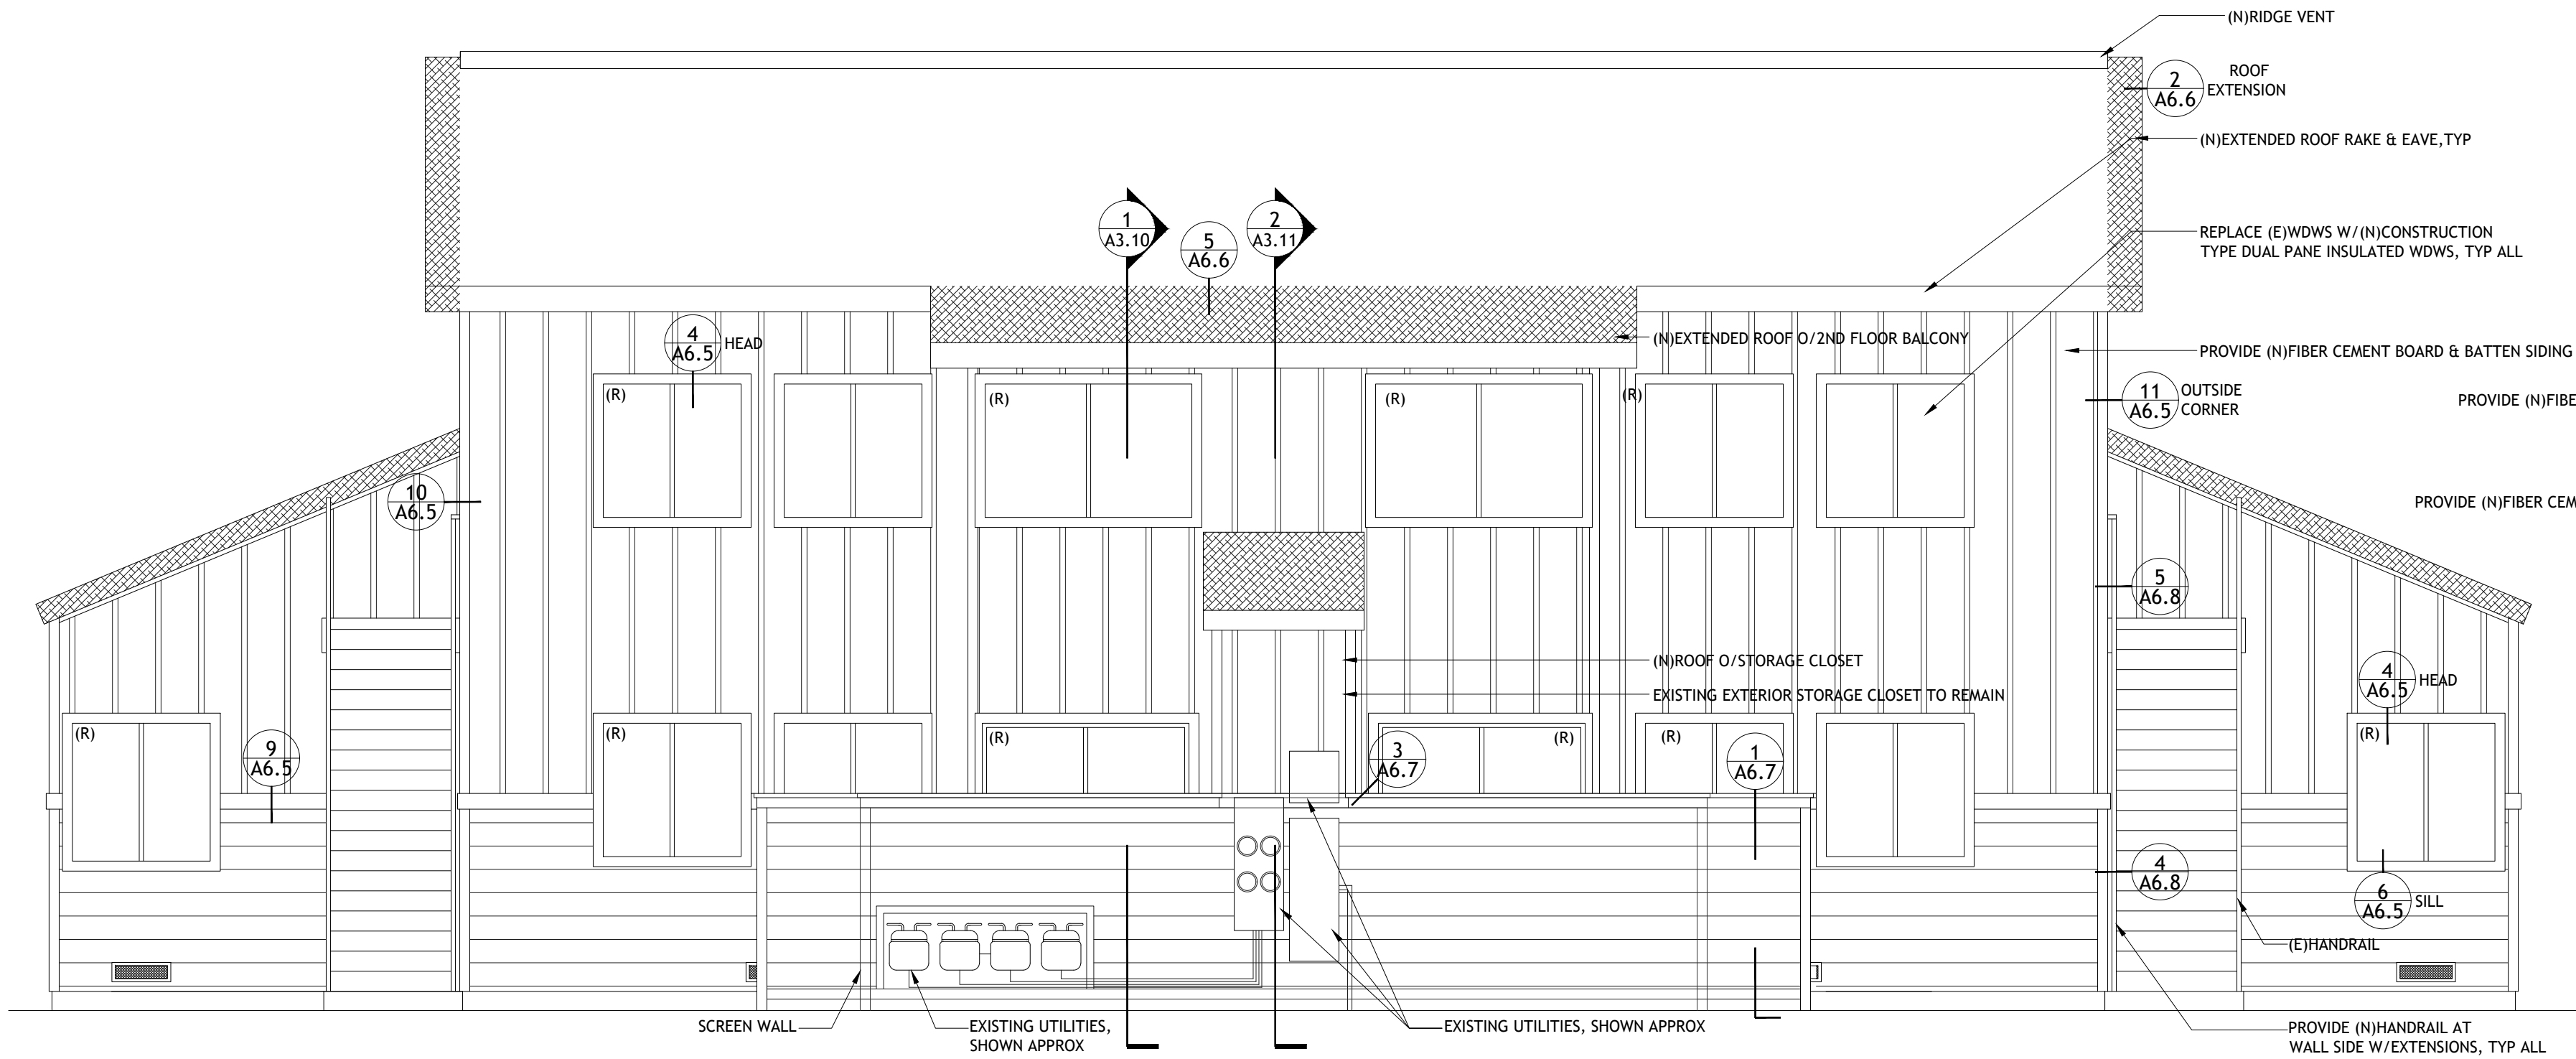 (N)RIDGE VENT
2
A6.6
ROOF
EXTENSION
(N)EXTENDED ROOF RAKE & EAVE,TYP
1
A3.10
5
A6.6
2
A3.11
REPLACE (E)WDWS W/(N)CONSTRUCTION
TYPE DUAL PANE INSULATED WDWS, TYP ALL
4
A6.5
HEAD
(N)EXTENDED ROOF O/2ND FLOOR BALCONY
PROVIDE (N)FIBER CEMENT BOARD & BATTEN SIDING
(R)
(R)
(R)
(R)
11
A6.5
OUTSIDE
CORNER
PROVIDE (N)FIBE
10
A6.5
PROVIDE (N)FIBER CEM
5
A6.8
(N)ROOF O/STORAGE CLOSET
EXISTING EXTERIOR STORAGE CLOSET TO REMAIN
4
A6.5
HEAD
(R)
9
A6.5
(R)
(R)
(R)
3
A6.7
(R)
1
A6.7
(R)
4
A6.8
6
A6.5
SILL
(E)HANDRAIL
SCREEN WALL
EXISTING UTILITIES,
SHOWN APPROX
EXISTING UTILITIES, SHOWN APPROX
PROVIDE (N)HANDRAIL AT
WALL SIDE W/EXTENSIONS, TYP ALL